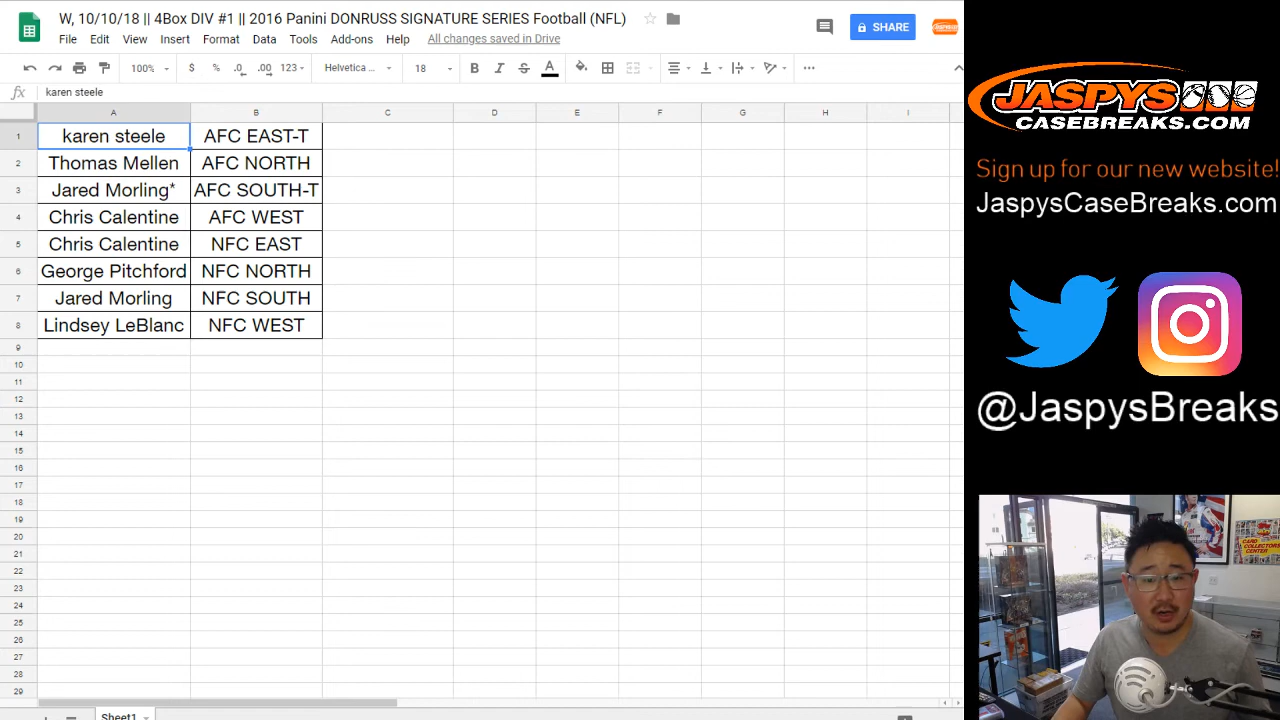 W, 10/10/18 || 4Box DIV #1 || 2016 Panini DONRUSS SIGNATURE SERIES Football (NFL)
File Edit View Insert Format Data Tools Add-ons Help All changes saved in Drive
SHARE
100% $ % .0 .00 123 Helvetica ... 18 B I S A
fx karen steele
A B C D E F G H I
1 karen steele AFC EAST-T
2 Thomas Mellen AFC NORTH
3 Jared Morling* AFC SOUTH-T
4 Chris Calentine AFC WEST
5 Chris Calentine NFC EAST
6 George Pitchford NFC NORTH
7 Jared Morling NFC SOUTH
8 Lindsey LeBlanc NFC WEST
9
10
11
12
13
14
15
16
17
18
19
20
21
22
23
24
25
26
27
28
29
Sheet1
JASPYS
CASEBREAKS.COM
Sign up for our new website!
JaspysCaseBreaks.com
@JaspysBreaks
CARD
COLLECTORS
CENTER